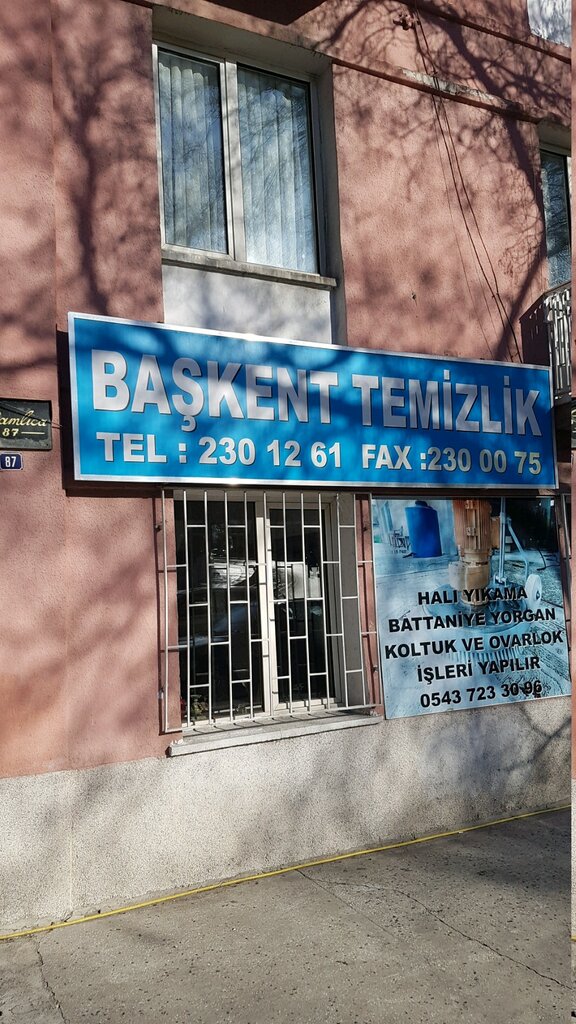 BAŞKENT TEMİZLİK
TEL : 230 12 61 FAX :230 00 75
87
87
HALI YIKAMA
BATTANİYE YORGAN
KOLTUK VE OVARLOK
İŞLERİ YAPILIR
0543 723 30 96